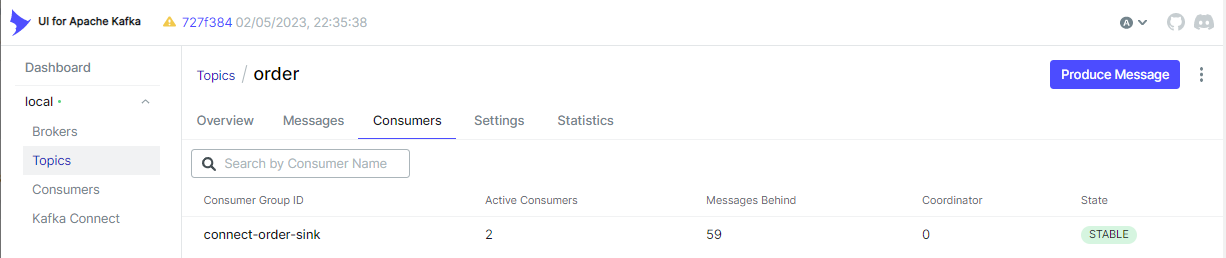 UI for Apache Kafka 727f384 02/05/2023, 22:35:38 A
Dashboard
local
Brokers
Topics
Consumers
Kafka Connect
Topics / order
Produce Message
Overview Messages Consumers Settings Statistics
Search by Consumer Name
Consumer Group ID Active Consumers Messages Behind Coordinator State
connect-order-sink 2 59 0 STABLE